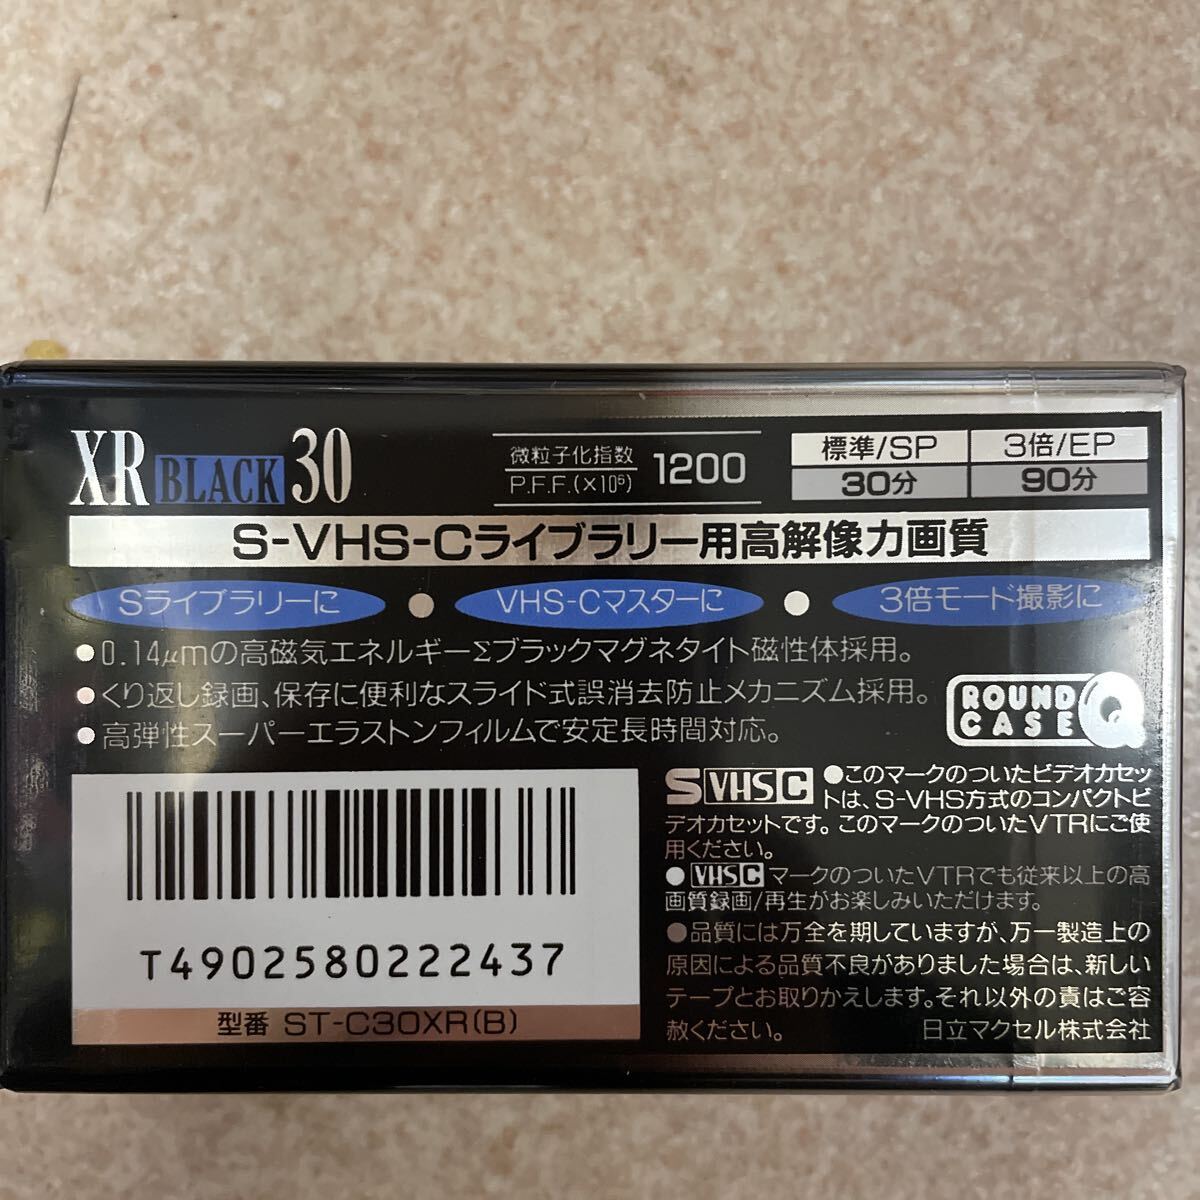 XR BLACK 30
微粒子化指数
P.F.F.(×10⁶) 1200
標準/SP 3倍/EP
30分 90分
S-VHS-Cライブラリー用高解像力画質
Sライブラリーに ● VHS-Cマスターに ● 3倍モード撮影に
●0.14μmの高磁気エネルギーΣブラックマグネタイト磁性体採用。
●くり返し録画、保存に便利なスライド式誤消去防止メカニズム採用。
●高弾性スーパーエラストンフィルムで安定長時間対応。
ROUND
CASE Q
T4902580222437
型番 ST-C30XR(B)
S VHS C ●このマークのついたビデオカセッ
トは、S-VHS方式のコンパクトビ
デオカセットです。このマークのついたVTRにご使
用ください。
● VHS C マークのついたVTRでも従来以上の高
画質録画/再生がお楽しみいただけます。
●品質には万全を期していますが、万一製造上の
原因による品質不良がありました場合は、新しい
テープとお取りかえします。それ以外の責はご容
赦ください。 日立マクセル株式会社